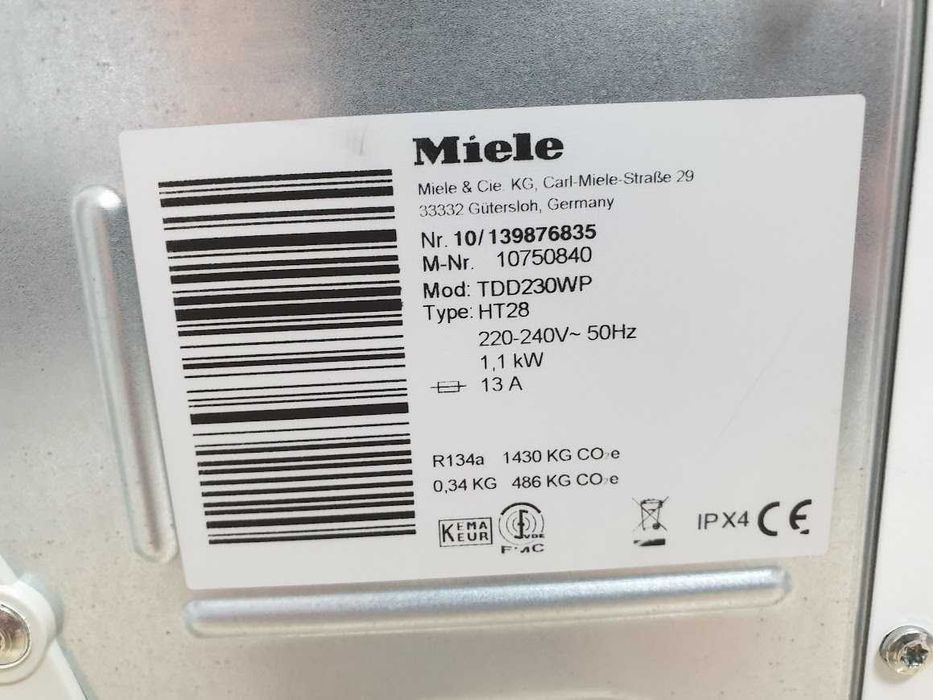 Miele
Miele & Cie. KG, Carl-Miele-Straße 29
33332 Gütersloh, Germany
Nr. 10/139876835
M-Nr. 10750840
Mod: TDD230WP
Type: HT28
220-240V~ 50Hz
1,1 kW
13 A
R134a 1430 KG CO₂e
0,34 KG 486 KG CO₂e
KEMA
KEUR
VDE
EMC
IPX4 CE